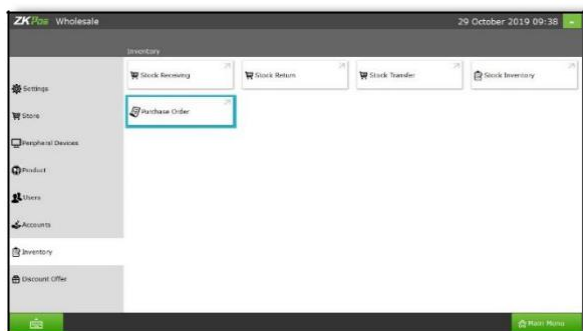 ZKPos Wholesale
29 October 2019 09:38
Inventory
Stock Receiving
Stock Return
Stock Transfer
Stock Inventory
Purchase Order
Settings
Store
Peripheral Devices
Product
Users
Accounts
Inventory
Discount Offer
Main Menu